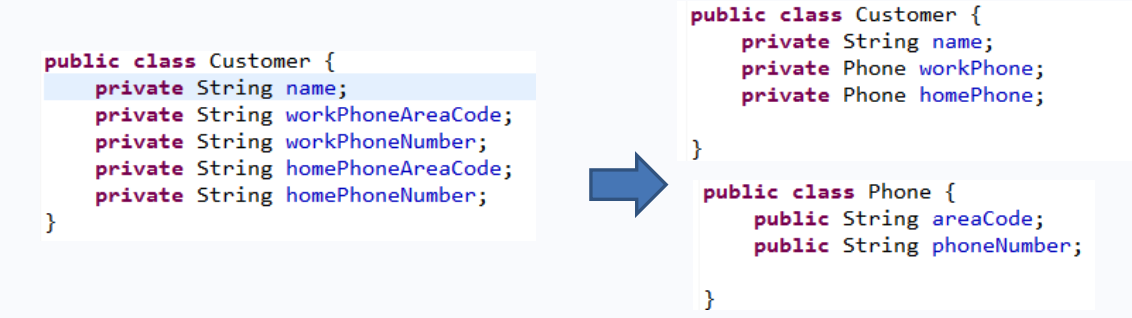 public class Customer {
private String name;
private String workPhoneAreaCode;
private String workPhoneNumber;
private String homePhoneAreaCode;
private String homePhoneNumber;
}
public class Customer {
private String name;
private Phone workPhone;
private Phone homePhone;
}
public class Phone {
public String areaCode;
public String phoneNumber;
}